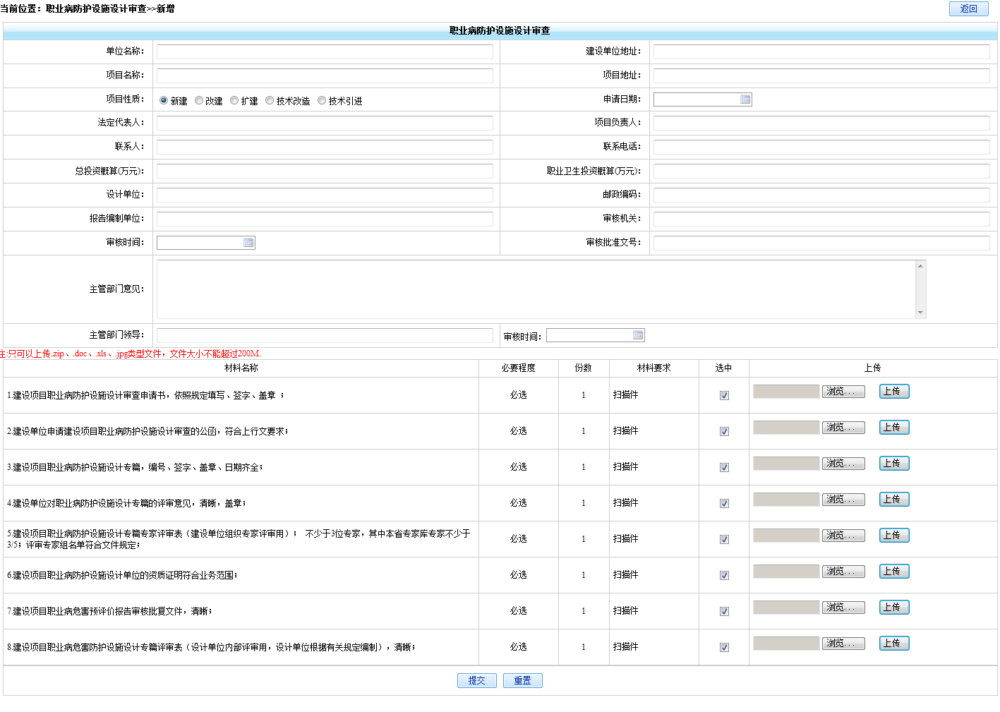 当前位置：职业病防护设施设计审查>>新增
返回
职业病防护设施设计审查
单位名称：
建设单位地址：
项目名称：
项目地址：
项目性质：
新建 改建 扩建 技术改造 技术引进
申请日期：
法定代表人：
项目负责人：
联系人：
联系电话：
总投资概算(万元)：
职业卫生投资概算(万元)：
设计单位：
邮政编码：
报告编制单位：
审核机关：
审核时间：
审核批准文号：
主管部门意见：
主管部门领导：
审核时间：
注:只可以上传.zip、.doc、.xls、.jpg类型文件，文件大小不能超过200M.
材料名称 必要程度 份数 材料要求 选中 上传
1.建设项目职业病防护设施设计审查申请书，依照规定填写、签字、盖章 ；
必选 1 扫描件 浏览... 上传
2.建设单位申请建设项目职业病防护设施设计审查的公函，符合上行文要求；
必选 1 扫描件 浏览... 上传
3.建设项目职业病防护设施设计专篇，编号、签字、盖章、日期齐全；
必选 1 扫描件 浏览... 上传
4.建设单位对职业病防护设施设计专篇的评审意见，清晰，盖章；
必选 1 扫描件 浏览... 上传
5.建设项目职业病防护设施设计专篇专家评审表（建设单位组织专家评审用）； 不少于3位专家，其中本省专家库专家不少于
3/5；评审专家组名单符合文件规定；
必选 1 扫描件 浏览... 上传
6.建设项目职业病防护设施设计单位的资质证明符合业务范围；
必选 1 扫描件 浏览... 上传
7.建设项目职业病危害预评价报告审核批复文件，清晰；
必选 1 扫描件 浏览... 上传
8.建设项目职业病危害防护设施设计专篇评审表（设计单位内部评审用，设计单位根据有关规定编制），清晰；
必选 1 扫描件 浏览... 上传
提交 重置